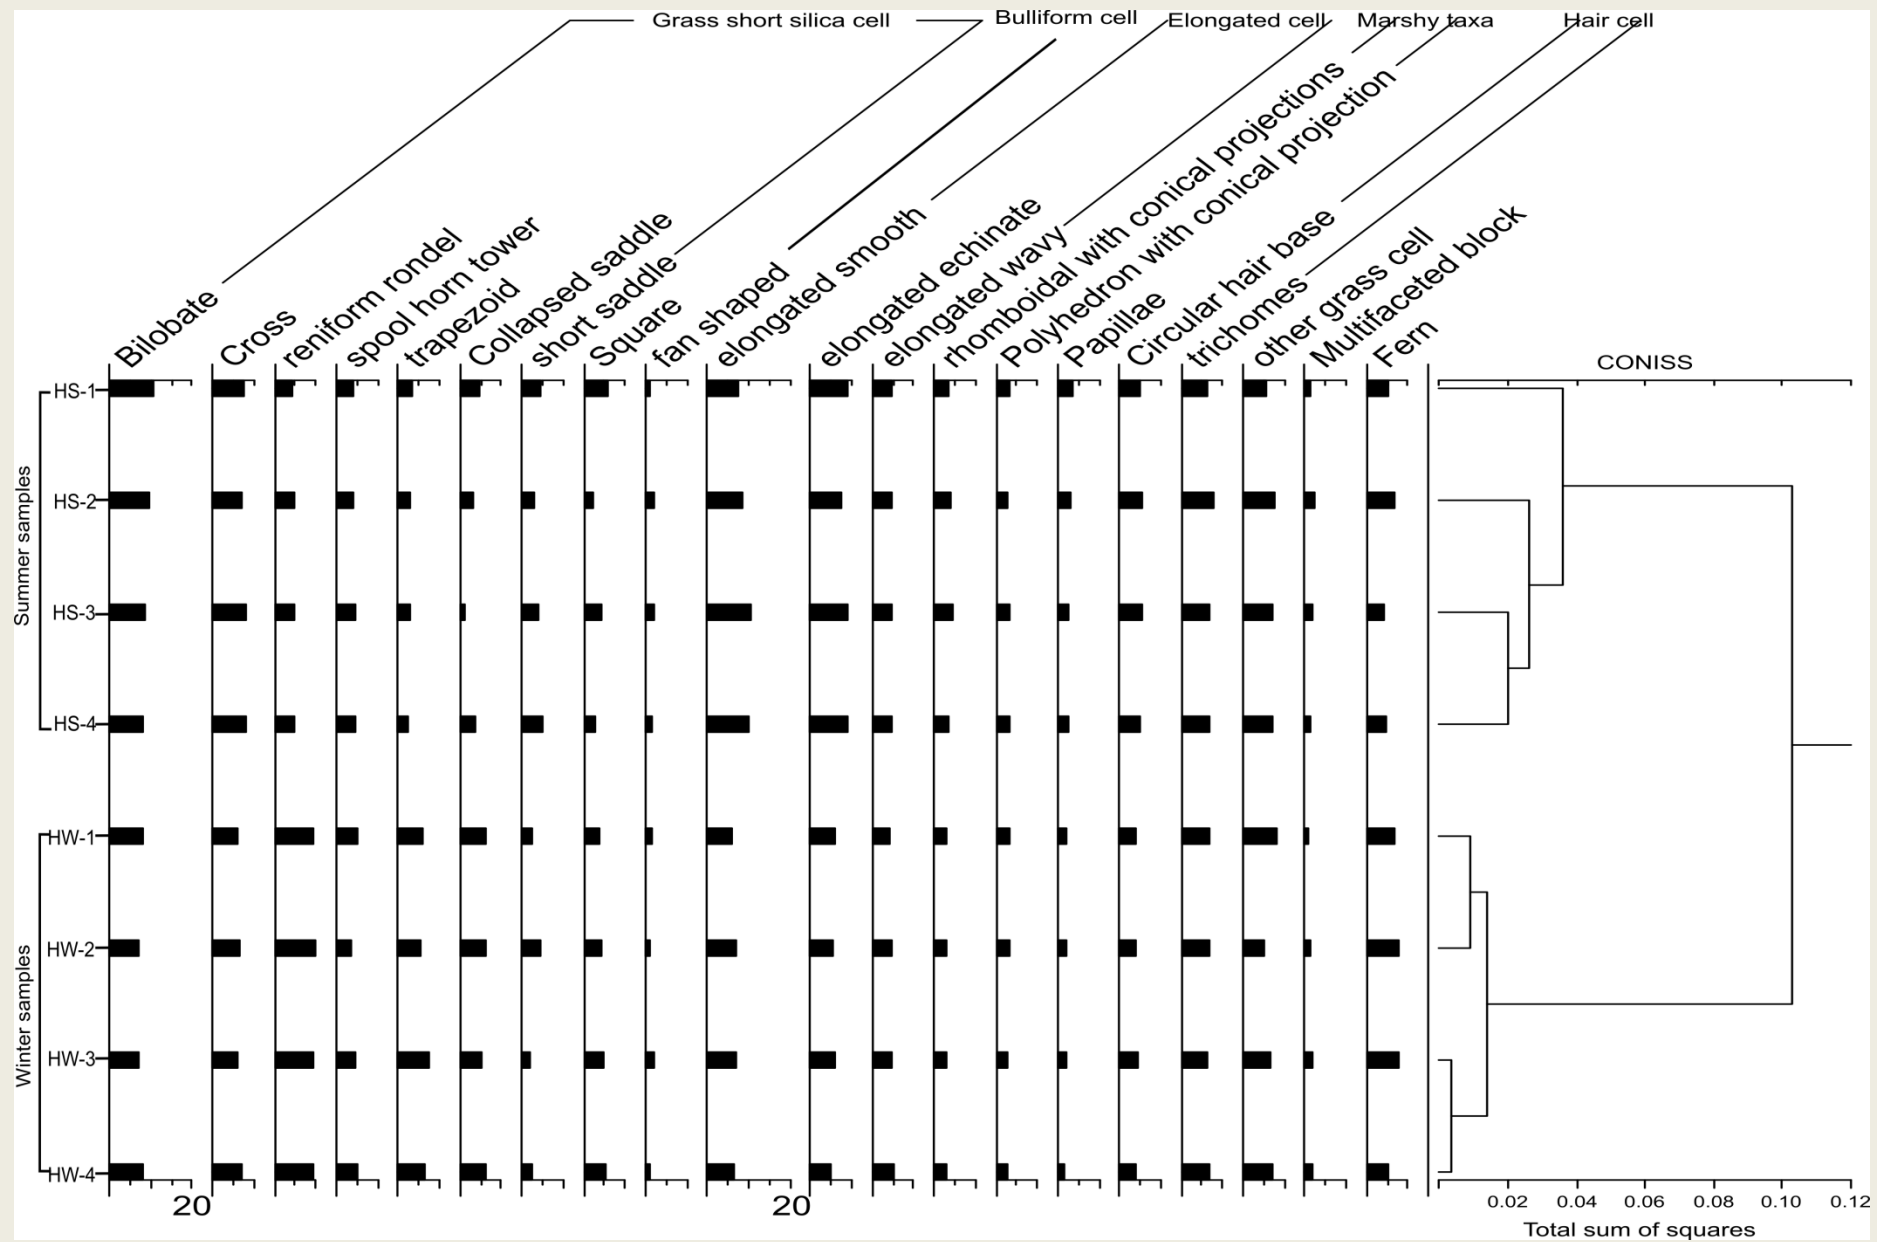 Grass short silica cell
Bulliform cell
Elongated cell
Marshy taxa
Hair cell
Bilobate
Cross
reniform rondel
spool horn tower
trapezoid
Collapsed saddle
short saddle
Square
fan shaped
elongated smooth
elongated echinate
elongated wavy
rhomboidal with conical projections
Polyhedron with conical projection
Papillae
Circular hair base
trichomes
other grass cell
Multifaceted block
Fern
CONISS
Summer samples
HS-1
HS-2
HS-3
HS-4
Winter samples
HW-1
HW-2
HW-3
HW-4
20
20
0.02 0.04 0.06 0.08 0.10 0.12
Total sum of squares